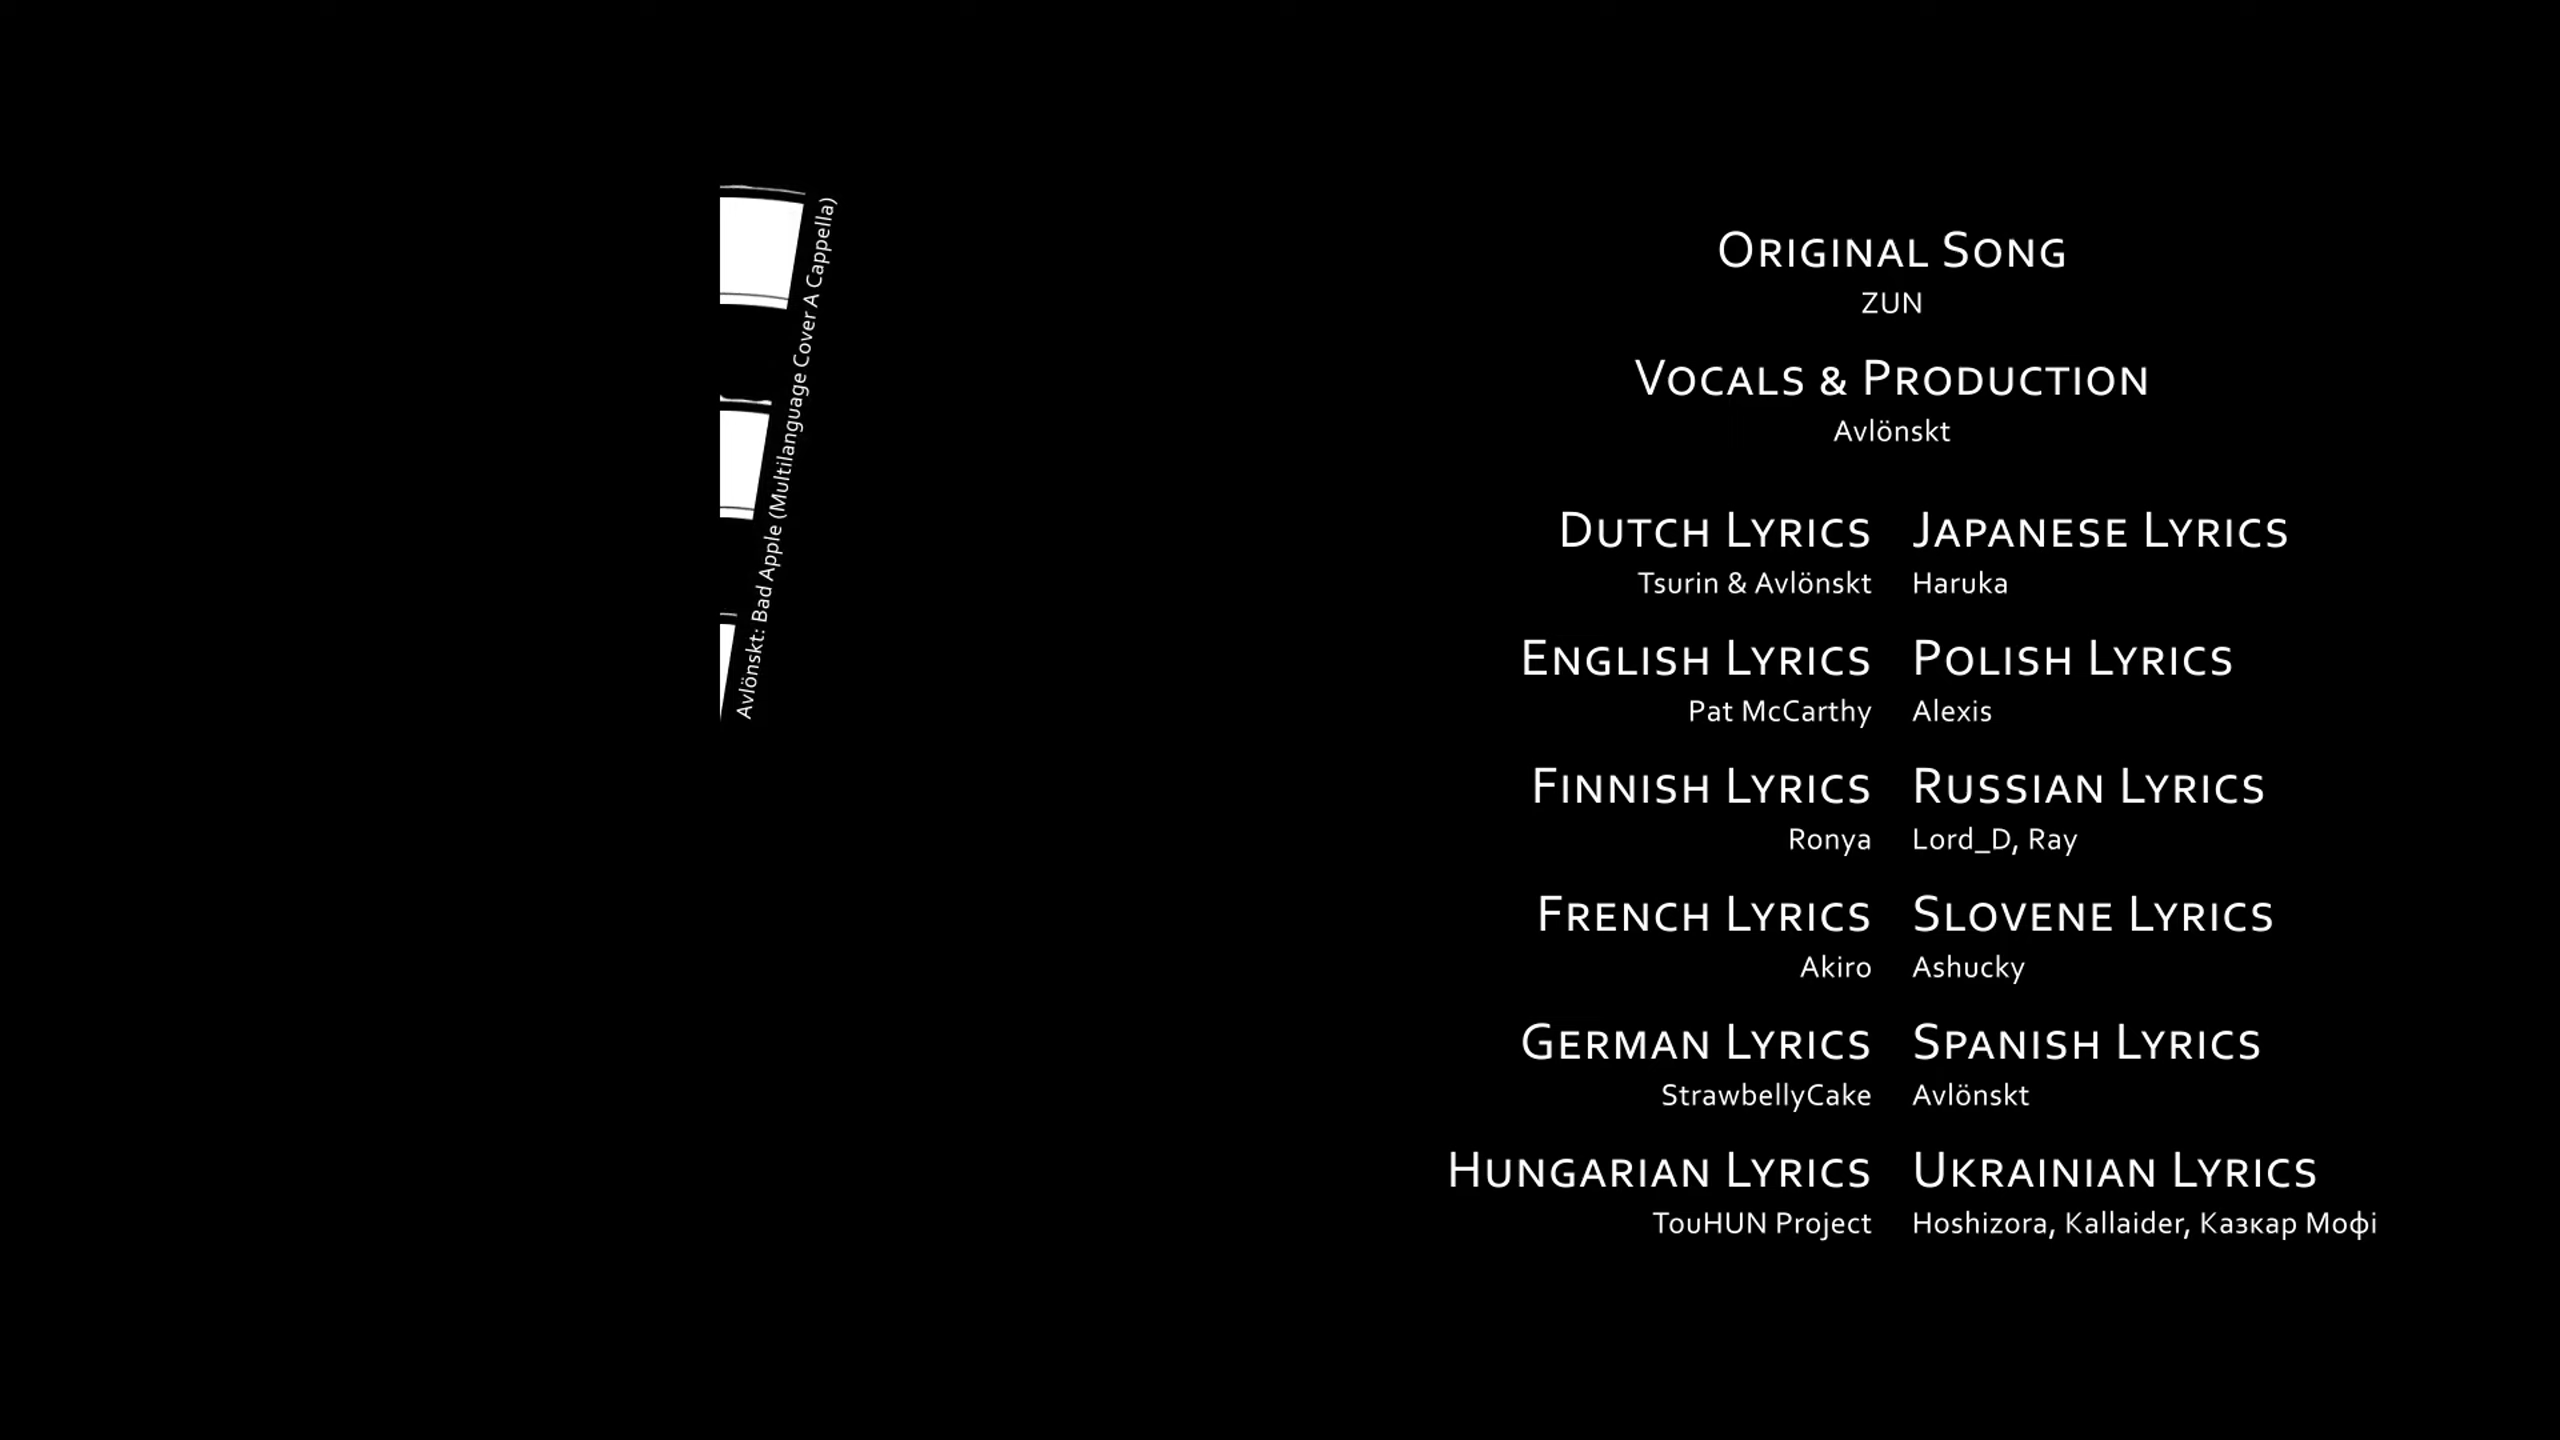 Avlönskt: Bad Apple (Multilanguage Cover A Cappella)
Original Song
ZUN
Vocals & Production
Avlönskt
Dutch Lyrics
Tsurin & Avlönskt
Japanese Lyrics
Haruka
English Lyrics
Pat McCarthy
Polish Lyrics
Alexis
Finnish Lyrics
Ronya
Russian Lyrics
Lord_D, Ray
French Lyrics
Akiro
Slovene Lyrics
Ashucky
German Lyrics
StrawbellyCake
Spanish Lyrics
Avlönskt
Hungarian Lyrics
TouHUN Project
Ukrainian Lyrics
Hoshizora, Kallaider, Казкар Мофі